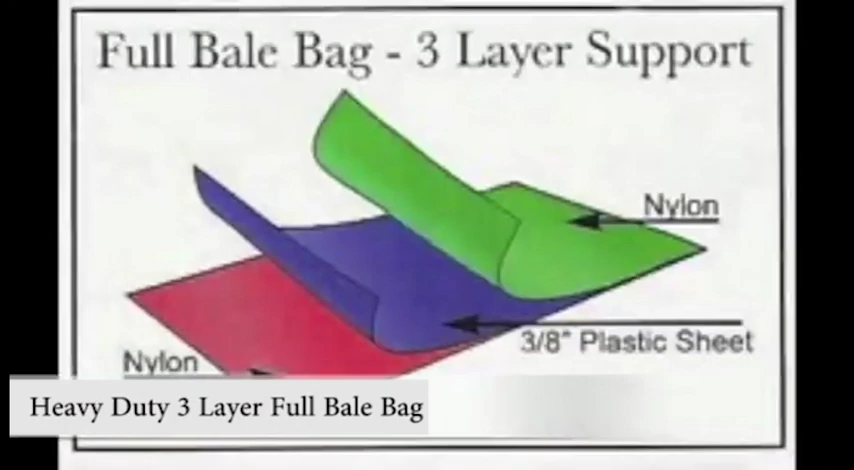 Full Bale Bag - 3 Layer Support
Nylon
3/8" Plastic Sheet
Nylon
Heavy Duty 3 Layer Full Bale Bag